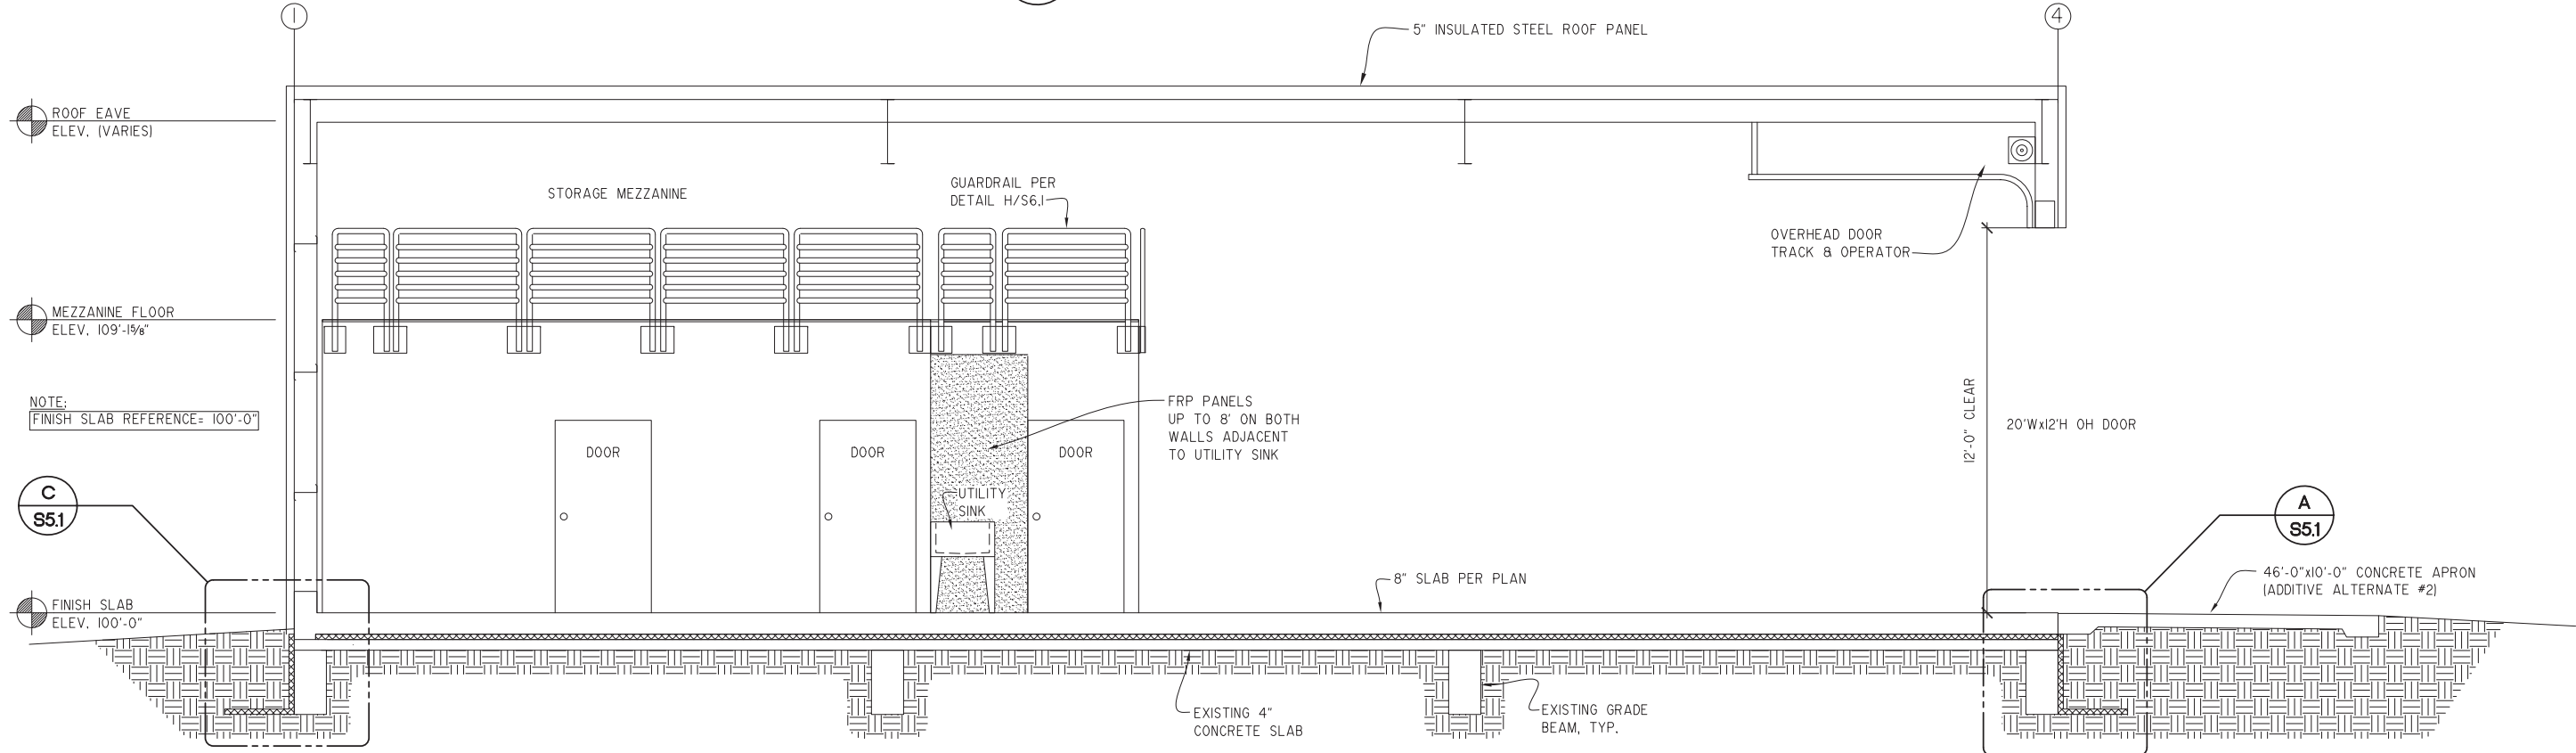 1
4
5" INSULATED STEEL ROOF PANEL
ROOF EAVE
ELEV. (VARIES)
STORAGE MEZZANINE
GUARDRAIL PER
DETAIL H/S6.1
OVERHEAD DOOR
TRACK & OPERATOR
MEZZANINE FLOOR
ELEV. 109'-1⅝"
NOTE:
FINISH SLAB REFERENCE= 100'-0"
FRP PANELS
UP TO 8' ON BOTH
WALLS ADJACENT
TO UTILITY SINK
12'-0" CLEAR
20'Wx12'H OH DOOR
DOOR
DOOR
DOOR
UTILITY
SINK
C
S5.1
A
S5.1
8" SLAB PER PLAN
46'-0"x10'-0" CONCRETE APRON
(ADDITIVE ALTERNATE #2)
FINISH SLAB
ELEV. 100'-0"
EXISTING 4"
CONCRETE SLAB
EXISTING GRADE
BEAM, TYP.